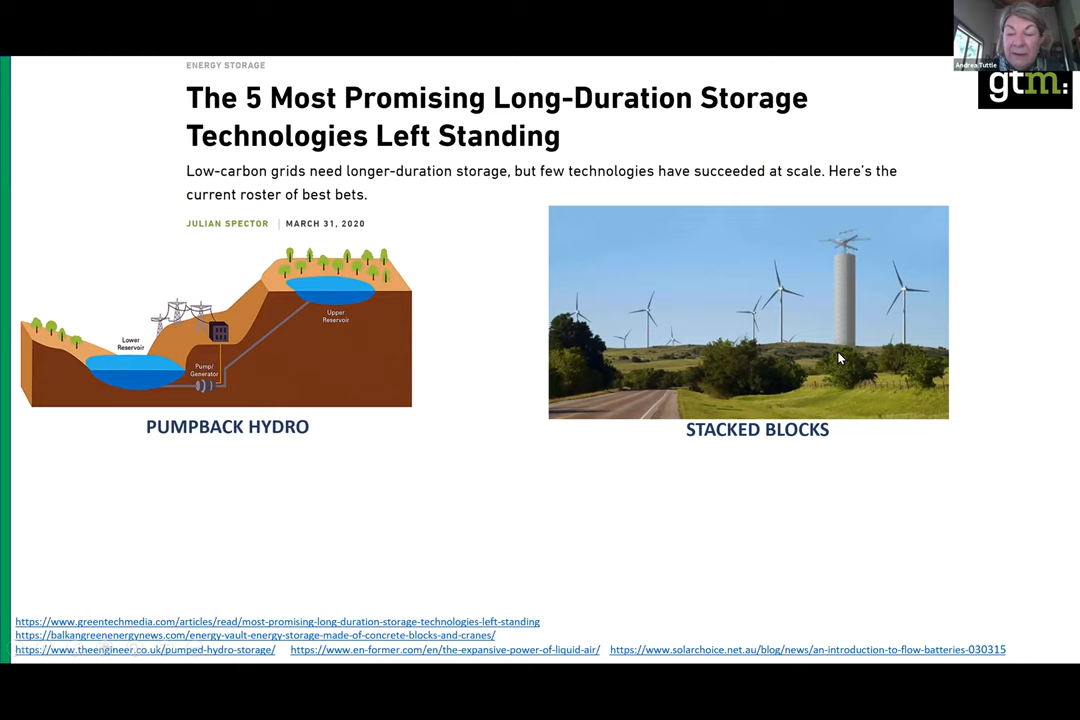 Andrea Tuttle
gtm:
ENERGY STORAGE
The 5 Most Promising Long-Duration Storage
Technologies Left Standing
Low-carbon grids need longer-duration storage, but few technologies have succeeded at scale. Here's the
current roster of best bets.
JULIAN SPECTOR | MARCH 31, 2020
Upper
Reservoir
Lower
Reservoir
Pump/
Generator
PUMPBACK HYDRO
STACKED BLOCKS
https://www.greentechmedia.com/articles/read/most-promising-long-duration-storage-technologies-left-standing
https://balkangreenenergynews.com/energy-vault-energy-storage-made-of-concrete-blocks-and-cranes/
https://www.theengineer.co.uk/pumped-hydro-storage/ https://www.en-former.com/en/the-expansive-power-of-liquid-air/ https://www.solarchoice.net.au/blog/news/an-introduction-to-flow-batteries-030315